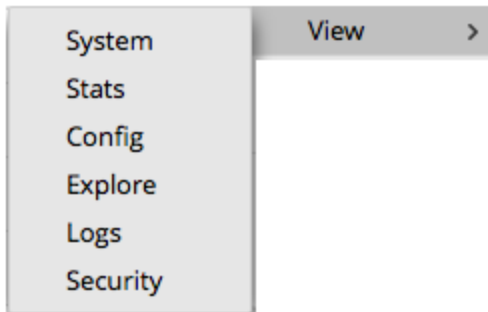 View
System
Stats
Config
Explore
Logs
Security